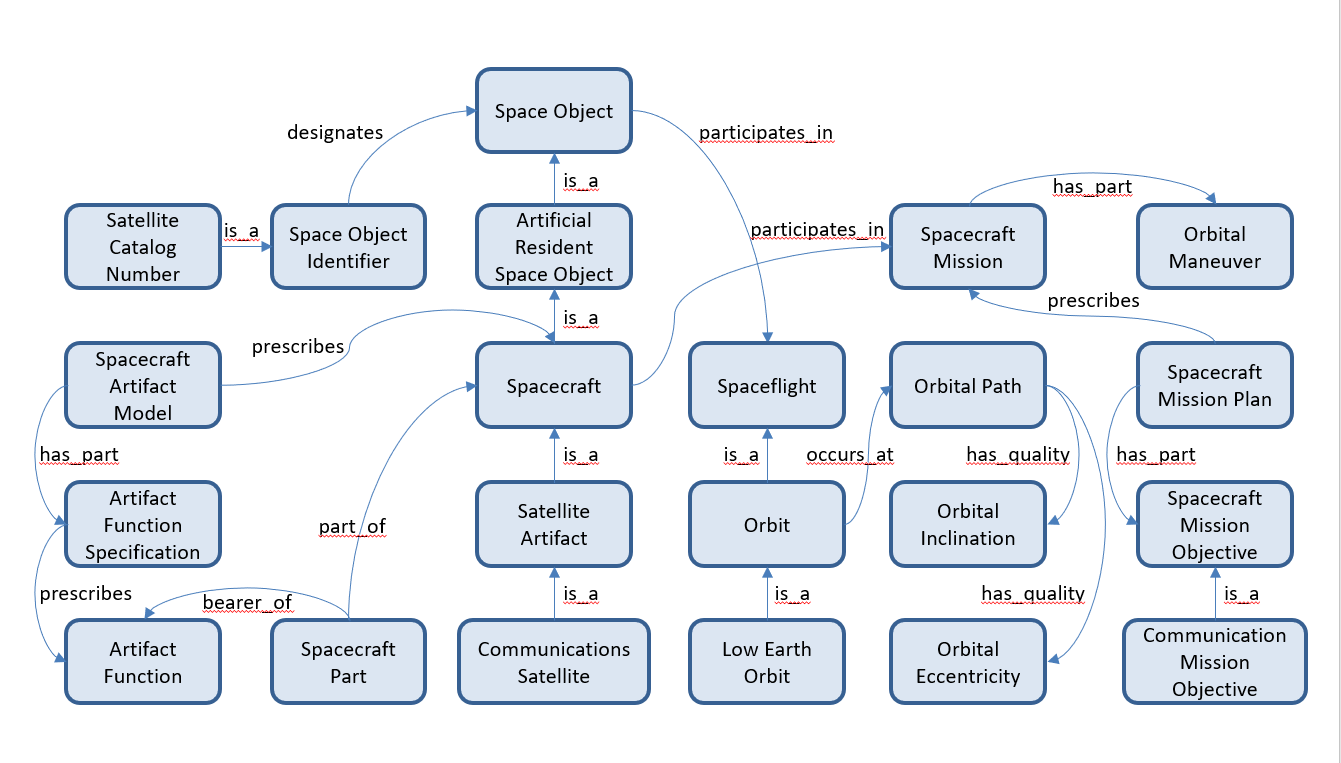 Space Object
designates
participates_in
is_a
has_part
Satellite
Catalog
Number
is_a
Space Object
Identifier
Artificial
Resident
Space Object
participates_in
Spacecraft
Mission
Orbital
Maneuver
is_a
prescribes
prescribes
Spacecraft
Artifact
Model
Spacecraft
Spaceflight
Orbital Path
Spacecraft
Mission Plan
has_part
is_a
is_a
occurs_at
has_quality
has_part
Artifact
Function
Specification
part_of
Satellite
Artifact
Orbit
Orbital
Inclination
Spacecraft
Mission
Objective
prescribes
bearer_of
is_a
is_a
has_quality
is_a
Artifact
Function
Spacecraft
Part
Communications
Satellite
Low Earth
Orbit
Orbital
Eccentricity
Communication
Mission
Objective